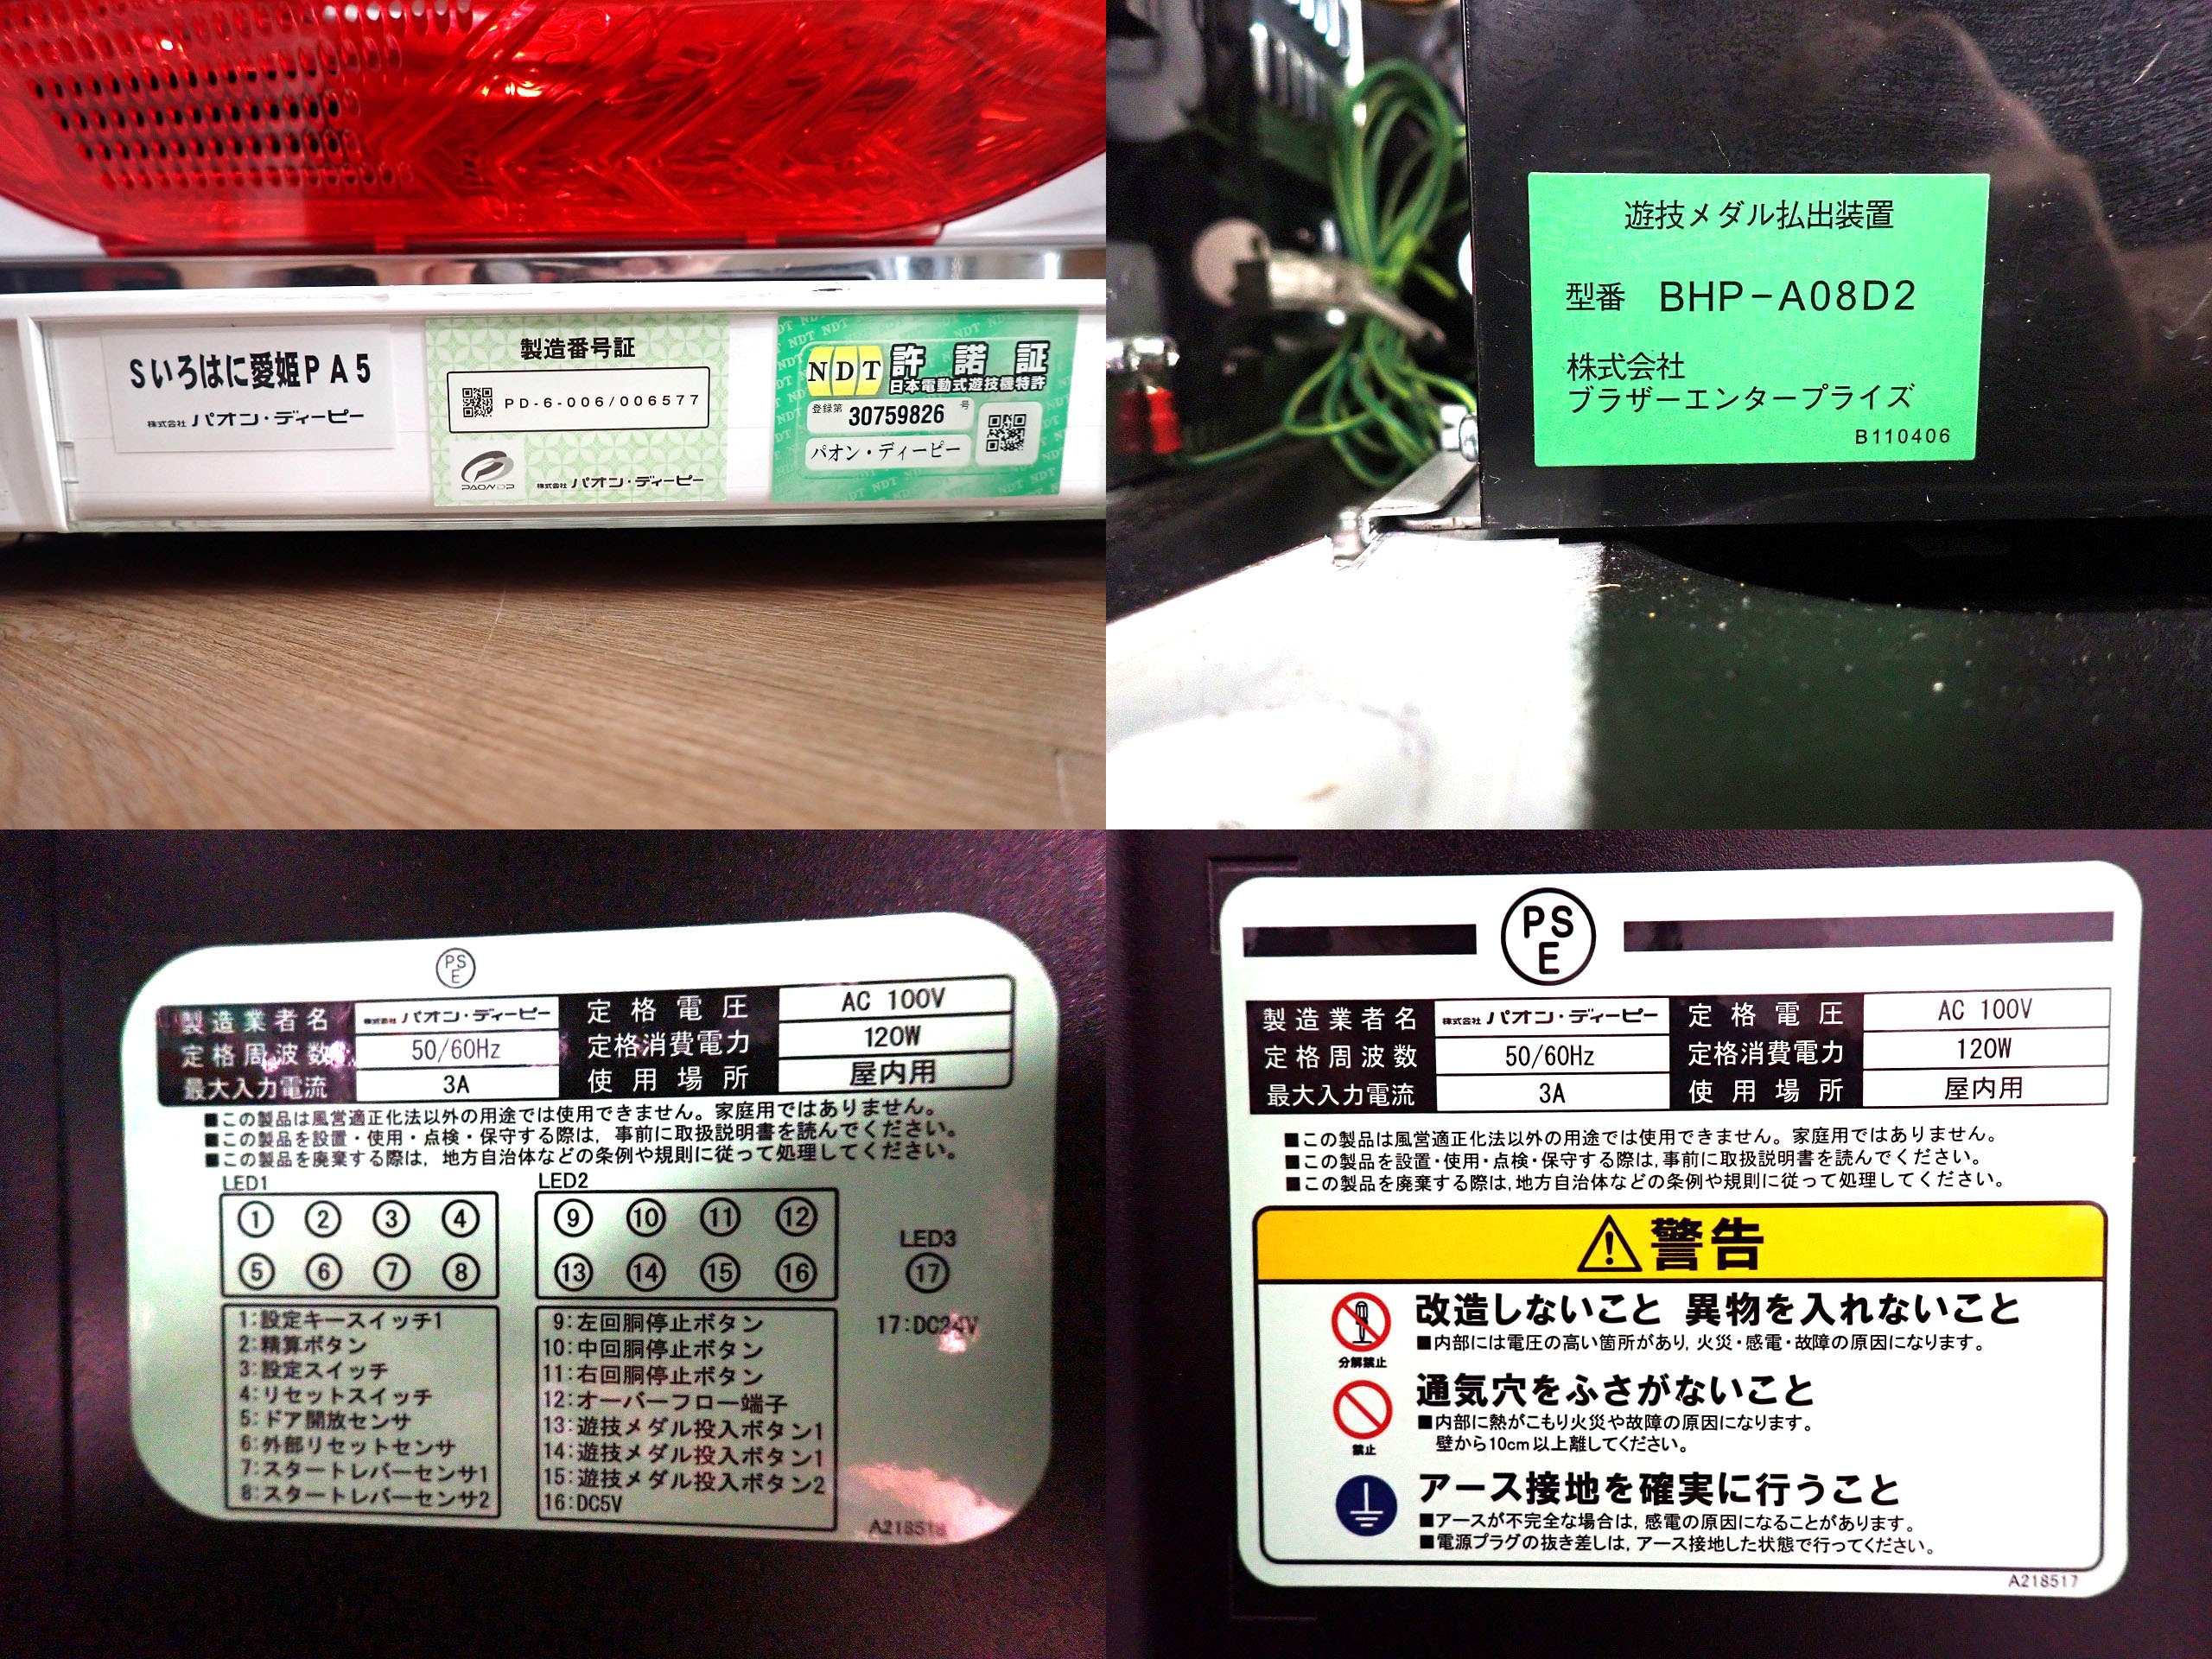 Sいろはに愛姫PA5
株式会社 パオン・ディーピー
製造番号証
PD-6-006/006577
PAON DP
株式会社 パオン・ディーピー
NDT 許諾証
日本電動式遊技機特許
登録第 30759826 号
パオン・ディーピー
遊技メダル払出装置
型番 BHP-A08D2
株式会社
ブラザーエンタープライズ
B110406
PSE
製造業者名 株式会社 パオン・ディーピー 定格電圧 AC 100V
定格周波数 50/60Hz 定格消費電力 120W
最大入力電流 3A 使用場所 屋内用
■この製品は風営適正化法以外の用途では使用できません。家庭用ではありません。
■この製品を設置・使用・点検・保守する際は,事前に取扱説明書を読んでください。
■この製品を廃棄する際は,地方自治体などの条例や規則に従って処理してください。
LED1
① ② ③ ④
⑤ ⑥ ⑦ ⑧
LED2
⑨ ⑩ ⑪ ⑫
⑬ ⑭ ⑮ ⑯
LED3
⑰
1:設定キースイッチ1
2:精算ボタン
3:設定スイッチ
4:リセットスイッチ
5:ドア開放センサ
6:外部リセットセンサ
7:スタートレバーセンサ1
8:スタートレバーセンサ2
9:左回胴停止ボタン
10:中回胴停止ボタン
11:右回胴停止ボタン
12:オーバーフロー端子
13:遊技メダル投入ボタン1
14:遊技メダル投入ボタン1
15:遊技メダル投入ボタン2
16:DC5V
17:DC24V
A218518
PSE
製造業者名 株式会社 パオン・ディーピー 定格電圧 AC 100V
定格周波数 50/60Hz 定格消費電力 120W
最大入力電流 3A 使用場所 屋内用
■この製品は風営適正化法以外の用途では使用できません。家庭用ではありません。
■この製品を設置・使用・点検・保守する際は,事前に取扱説明書を読んでください。
■この製品を廃棄する際は,地方自治体などの条例や規則に従って処理してください。
警告
分解禁止
改造しないこと 異物を入れないこと
■内部には電圧の高い箇所があり,火災・感電・故障の原因になります。
禁止
通気穴をふさがないこと
■内部に熱がこもり火災や故障の原因になります。
壁から10cm以上離してください。
アース接地を確実に行うこと
■アースが不完全な場合は,感電の原因になることがあります。
■電源プラグの抜き差しは,アース接地した状態で行ってください。
A218517